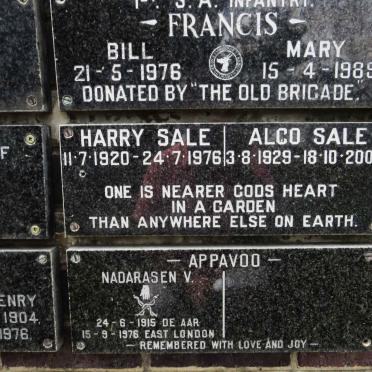 1ST. S. A. INFANTRY.
- FRANCIS -
BILL MARY
21-5-1976 15-4-1989
DONATED BY "THE OLD BRIGADE.
HARRY SALE ALCO SALE
11.7.1920-24.7.1976 3.8.1929-18.10.200
ONE IS NEARER GODS HEART
IN A GARDEN
THAN ANYWHERE ELSE ON EARTH.
F
ENRY
1904.
1976.
- APPAVOO -
NADARASEN V.
24-6-1915 DE AAR
15-9-1976 EAST LONDON
- REMEMBERED WITH LOVE AND JOY -